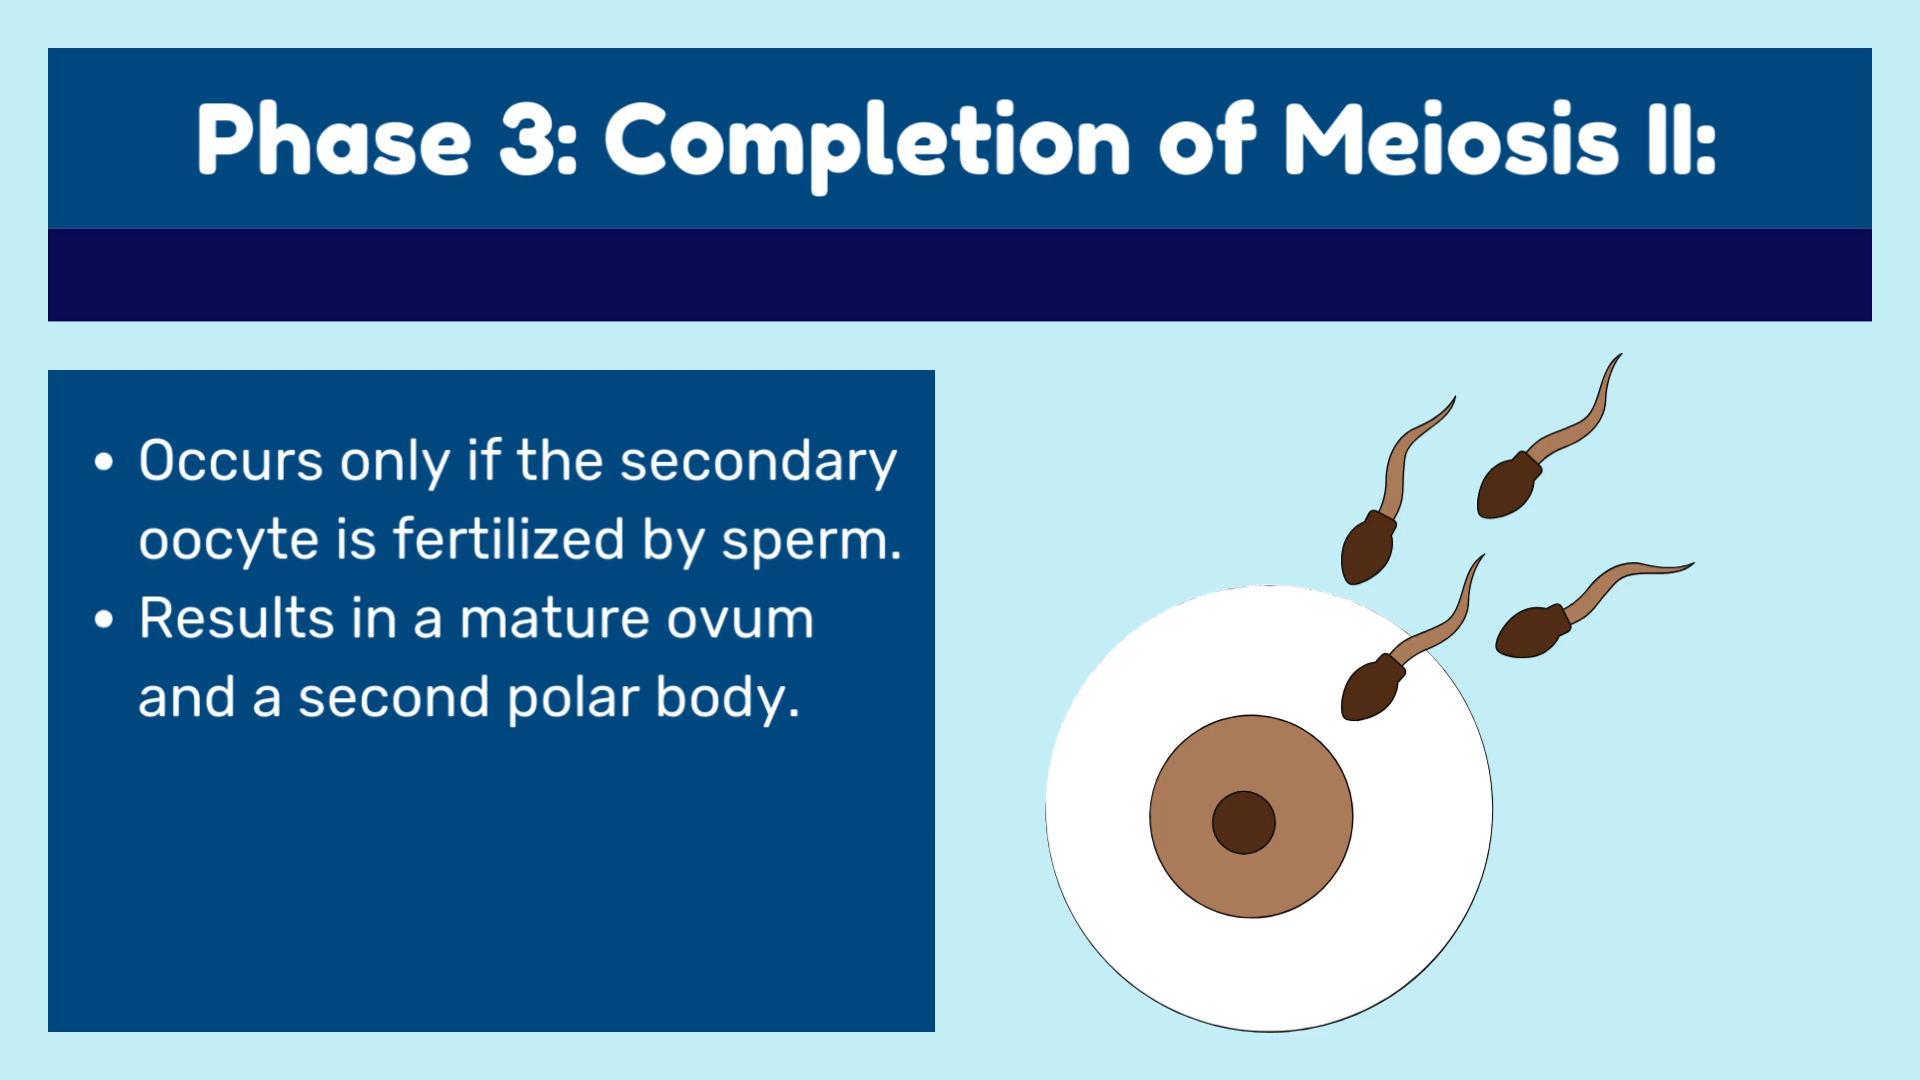 Phase 3: Completion of Meiosis II:
• Occurs only if the secondary
oocyte is fertilized by sperm.
• Results in a mature ovum
and a second polar body.